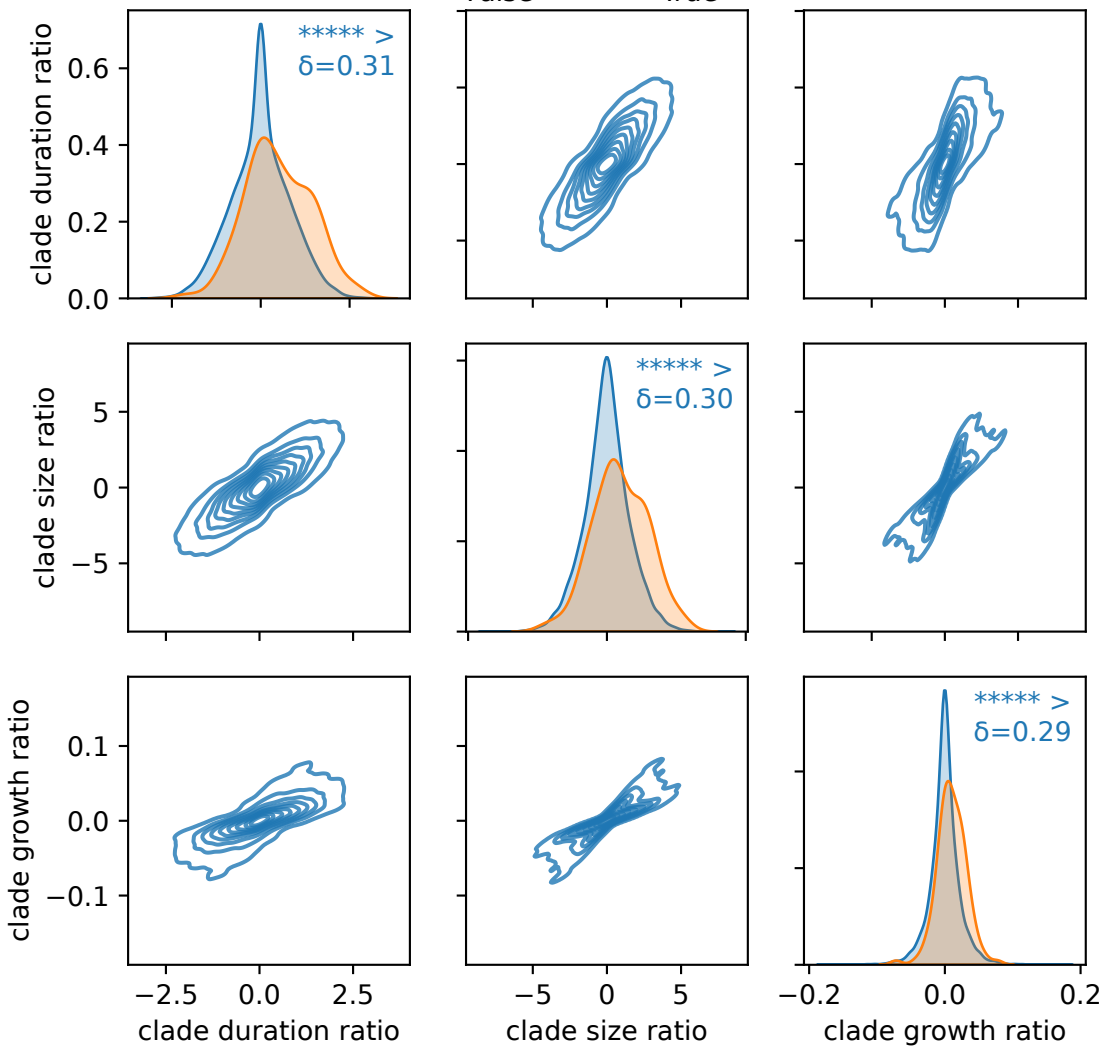 ***** >
δ=0.31
clade duration ratio
0.6
0.4
0.2
0.0
***** >
δ=0.30
clade size ratio
5
0
−5
***** >
δ=0.29
clade growth ratio
0.1
0.0
−0.1
−2.5 0.0 2.5
−5 0 5
−0.2 0.0 0.2
clade duration ratio
clade size ratio
clade growth ratio